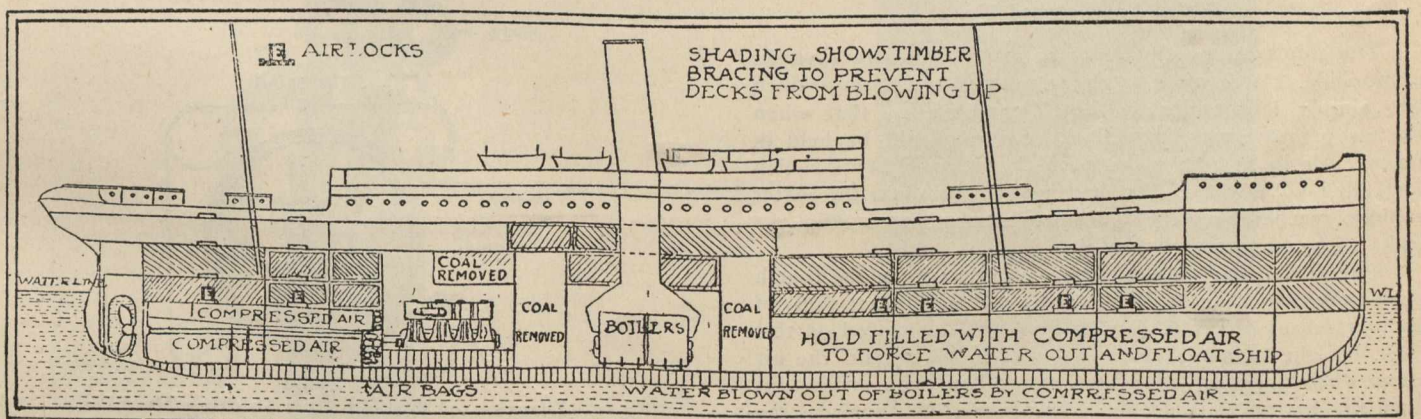 AIR LOCKS
SHADING SHOWS TIMBER
BRACING TO PREVENT
DECKS FROM BLOWING UP
COAL
REMOVED
WATER LINE
WL
COMPRESSED AIR
COMPRESSED AIR
COAL
REMOVED
BOILERS
COAL
REMOVED
HOLD FILLED WITH COMPRESSED AIR
TO FORCE WATER OUT AND FLOAT SHIP
AIR BAGS
WATER BLOWN OUT OF BOILERS BY COMPRESSED AIR